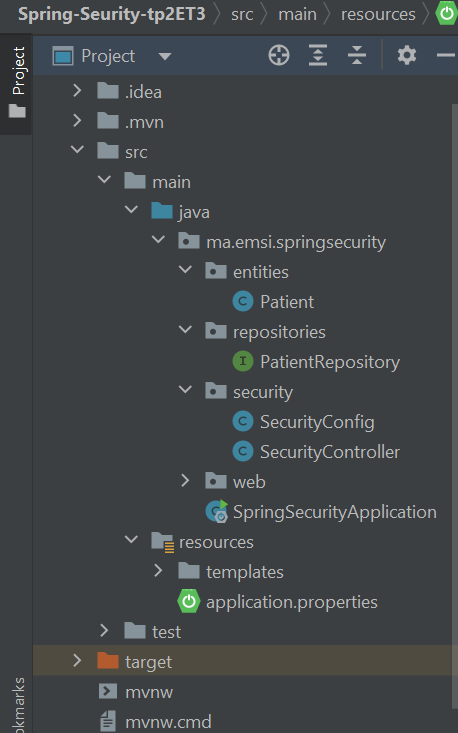 Spring-Seurity-tp2ET3 〉 src 〉 main 〉 resources 〉
Project
Project
.idea
.mvn
src
main
java
ma.emsi.springsecurity
entities
Patient
repositories
PatientRepository
security
SecurityConfig
SecurityController
web
SpringSecurityApplication
resources
templates
application.properties
test
target
mvnw
mvnw.cmd
okmarks